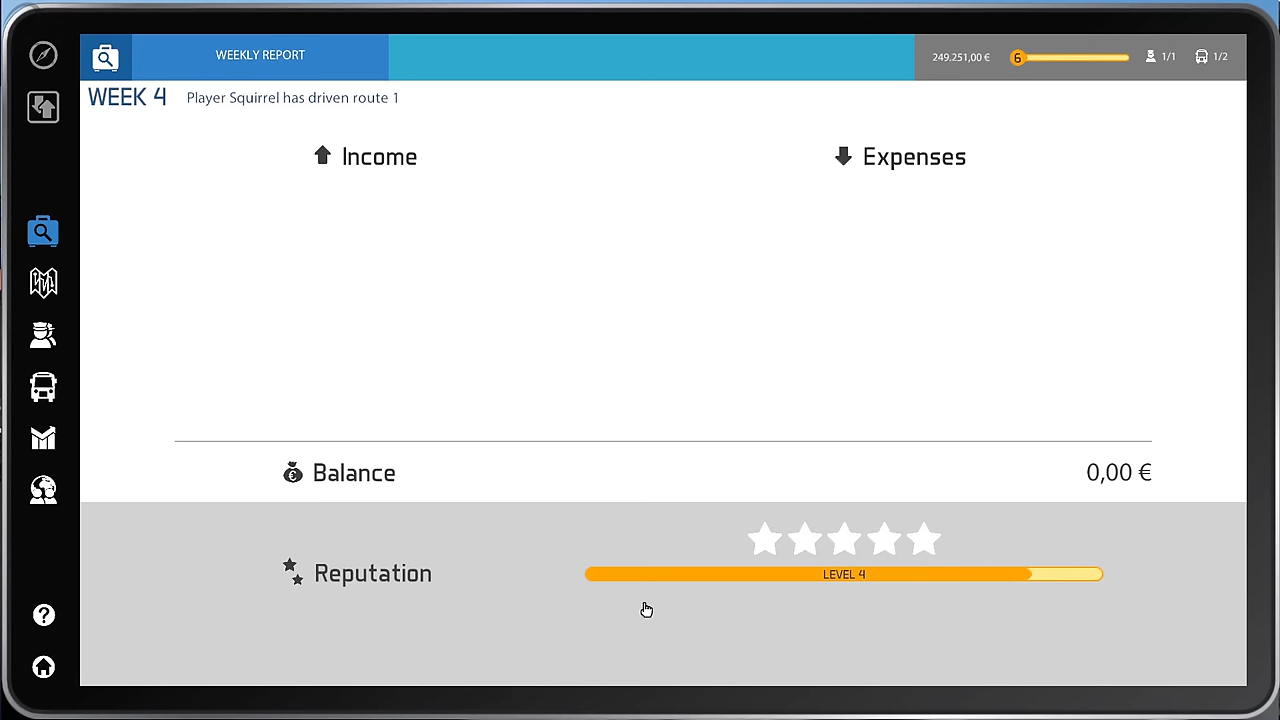 WEEKLY REPORT
249.251,00 €
6
1/1
1/2
WEEK 4
Player Squirrel has driven route 1
Income
Expenses
Balance
0,00 €
Reputation
LEVEL 4